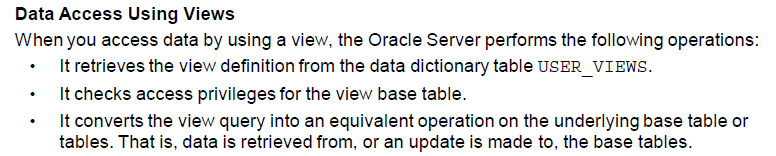 Data Access Using Views
When you access data by using a view, the Oracle Server performs the following operations:
• It retrieves the view definition from the data dictionary table USER_VIEWS.
• It checks access privileges for the view base table.
• It converts the view query into an equivalent operation on the underlying base table or
tables. That is, data is retrieved from, or an update is made to, the base tables.